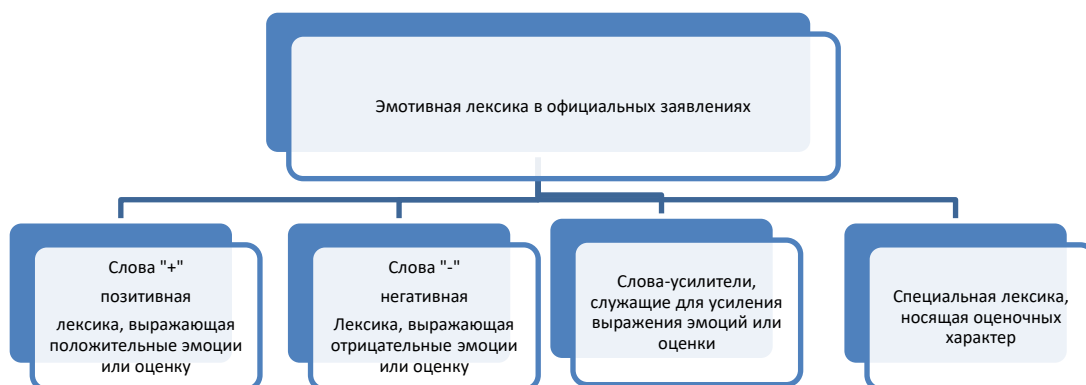 Эмотивная лексика в официальных заявлениях
Слова "+"
позитивная
лексика, выражающая
положительные эмоции
или оценку
Слова "-"
негативная
Лексика, выражающая
отрицательные эмоции
или оценку
Слова-усилители,
служащие для усиления
выражения эмоций или
оценки
Специальная лексика,
носящая оценочных
характер